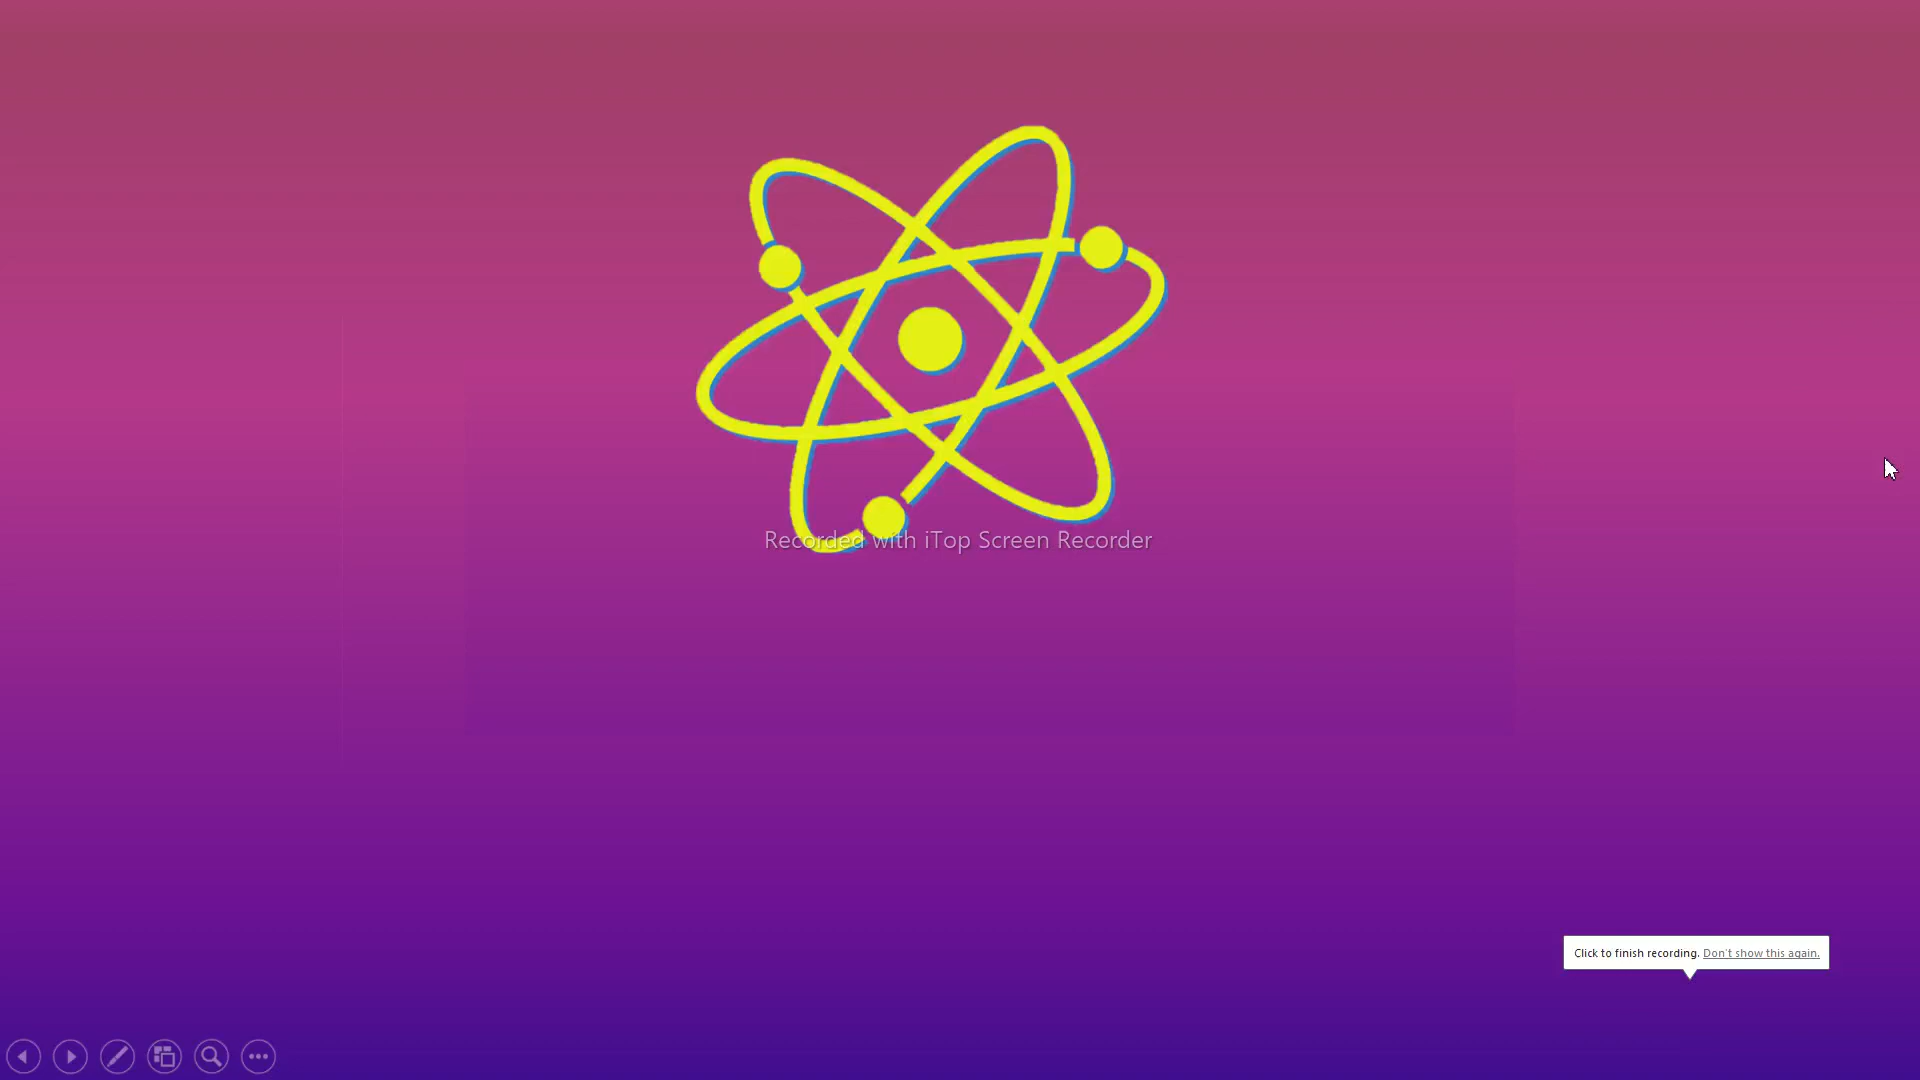 Recorded with iTop Screen Recorder
Click to finish recording. Don't show this again.